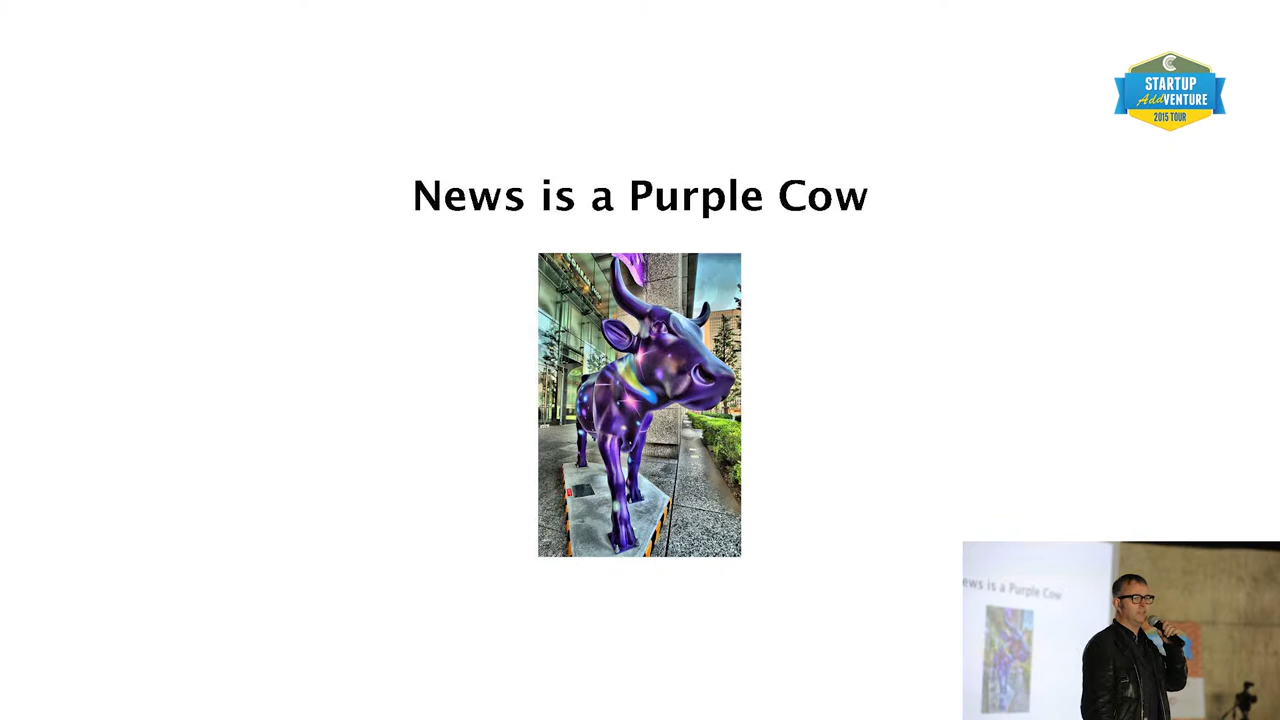 STARTUP
AddVENTURE
2015 TOUR
News is a Purple Cow
ews is a Purple Cow